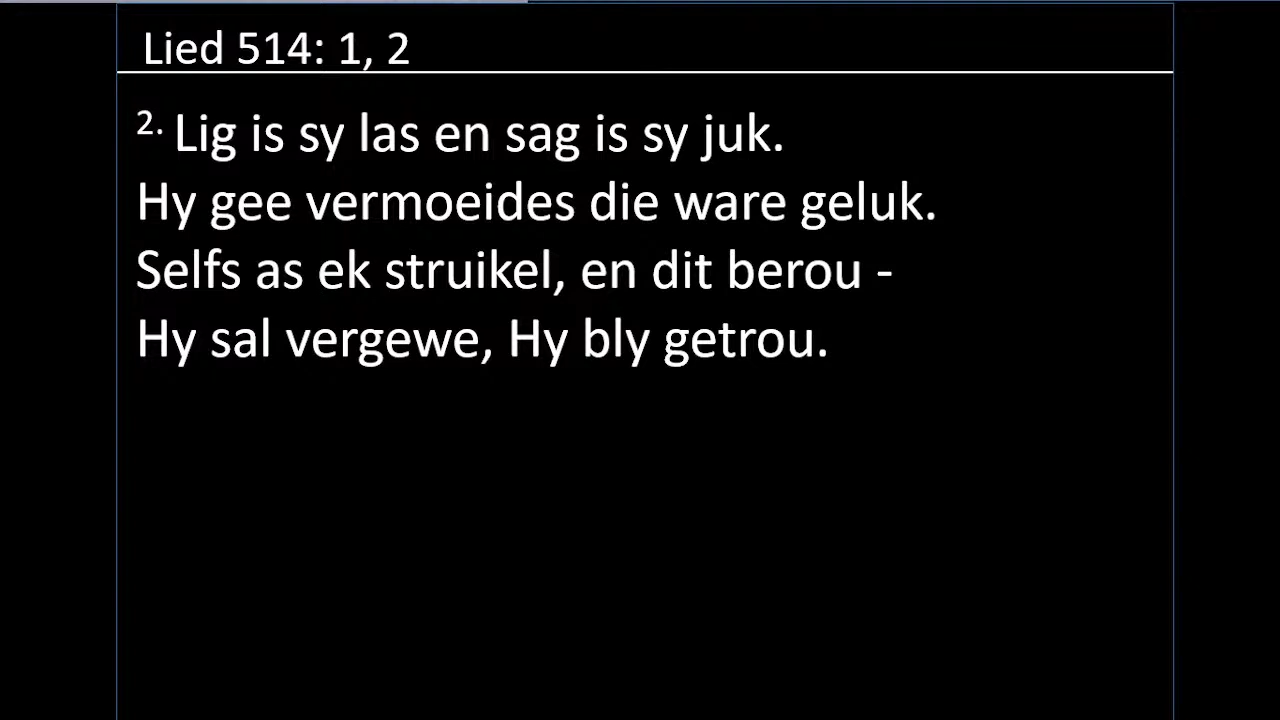 Lied 514: 1, 2
2. Lig is sy las en sag is sy juk.
Hy gee vermoeides die ware geluk.
Selfs as ek struikel, en dit berou -
Hy sal vergewe, Hy bly getrou.